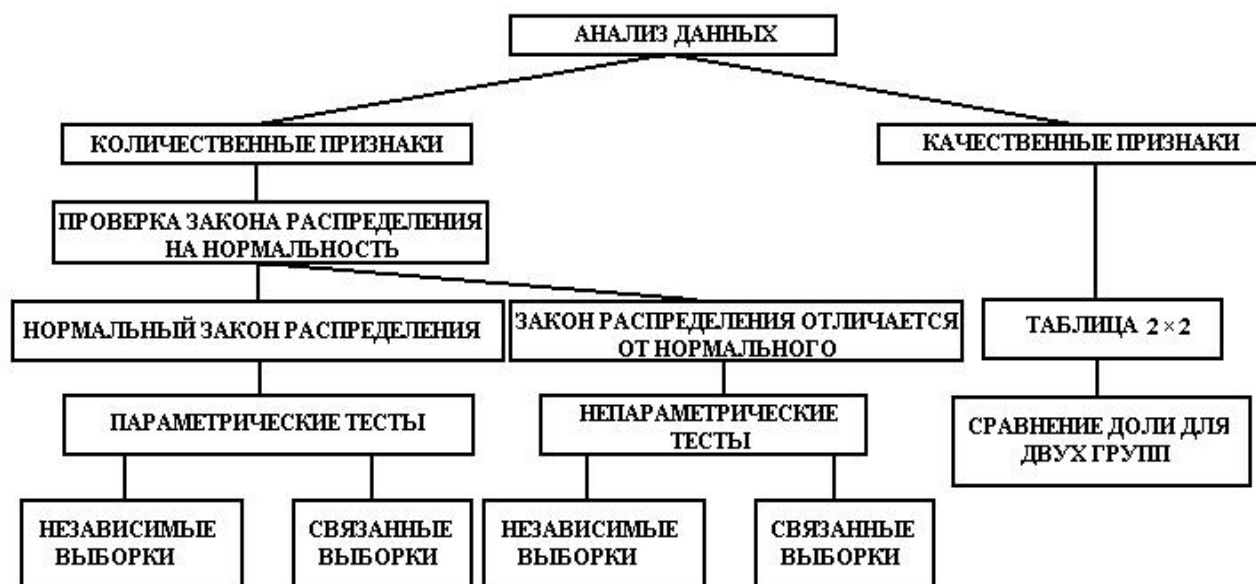 АНАЛИЗ ДАННЫХ
КОЛИЧЕСТВЕННЫЕ ПРИЗНАКИ
КАЧЕСТВЕННЫЕ ПРИЗНАКИ
ПРОВЕРКА ЗАКОНА РАСПРЕДЕЛЕНИЯ
НА НОРМАЛЬНОСТЬ
НОРМАЛЬНЫЙ ЗАКОН РАСПРЕДЕЛЕНИЯ
ЗАКОН РАСПРЕДЕЛЕНИЯ ОТЛИЧАЕТСЯ
ОТ НОРМАЛЬНОГО
ТАБЛИЦА 2 × 2
ПАРАМЕТРИЧЕСКИЕ ТЕСТЫ
НЕПАРАМЕТРИЧЕСКИЕ
ТЕСТЫ
СРАВНЕНИЕ ДОЛИ ДЛЯ
ДВУХ ГРУПП
НЕЗАВИСИМЫЕ
ВЫБОРКИ
СВЯЗАННЫЕ
ВЫБОРКИ
НЕЗАВИСИМЫЕ
ВЫБОРКИ
СВЯЗАННЫЕ
ВЫБОРКИ